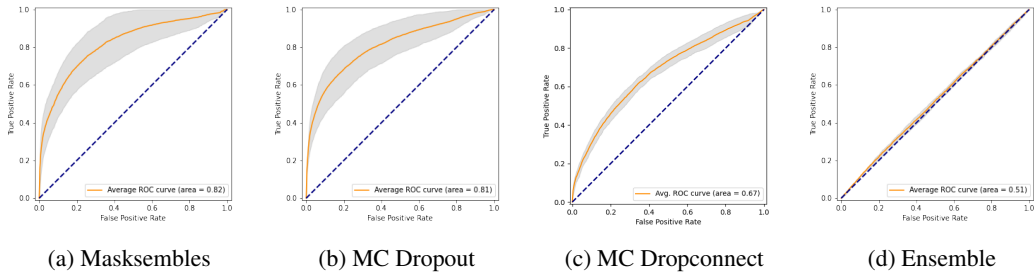 1.0
0.8
0.6
0.4
0.2
0.0
True Positive Rate
Average ROC curve (area = 0.82)
0.0 0.2 0.4 0.6 0.8 1.0
False Positive Rate
(a) Masksembles
1.0
0.8
0.6
0.4
0.2
0.0
True Positive Rate
Average ROC curve (area = 0.81)
0.0 0.2 0.4 0.6 0.8 1.0
False Positive Rate
(b) MC Dropout
1.0
0.8
0.6
0.4
0.2
0.0
True Positive Rate
Avg. ROC curve (area = 0.67)
0.0 0.2 0.4 0.6 0.8 1.0
False Positive Rate
(c) MC Dropconnect
1.0
0.8
0.6
0.4
0.2
0.0
True Positive Rate
Average ROC curve (area = 0.51)
0.0 0.2 0.4 0.6 0.8 1.0
False Positive Rate
(d) Ensemble